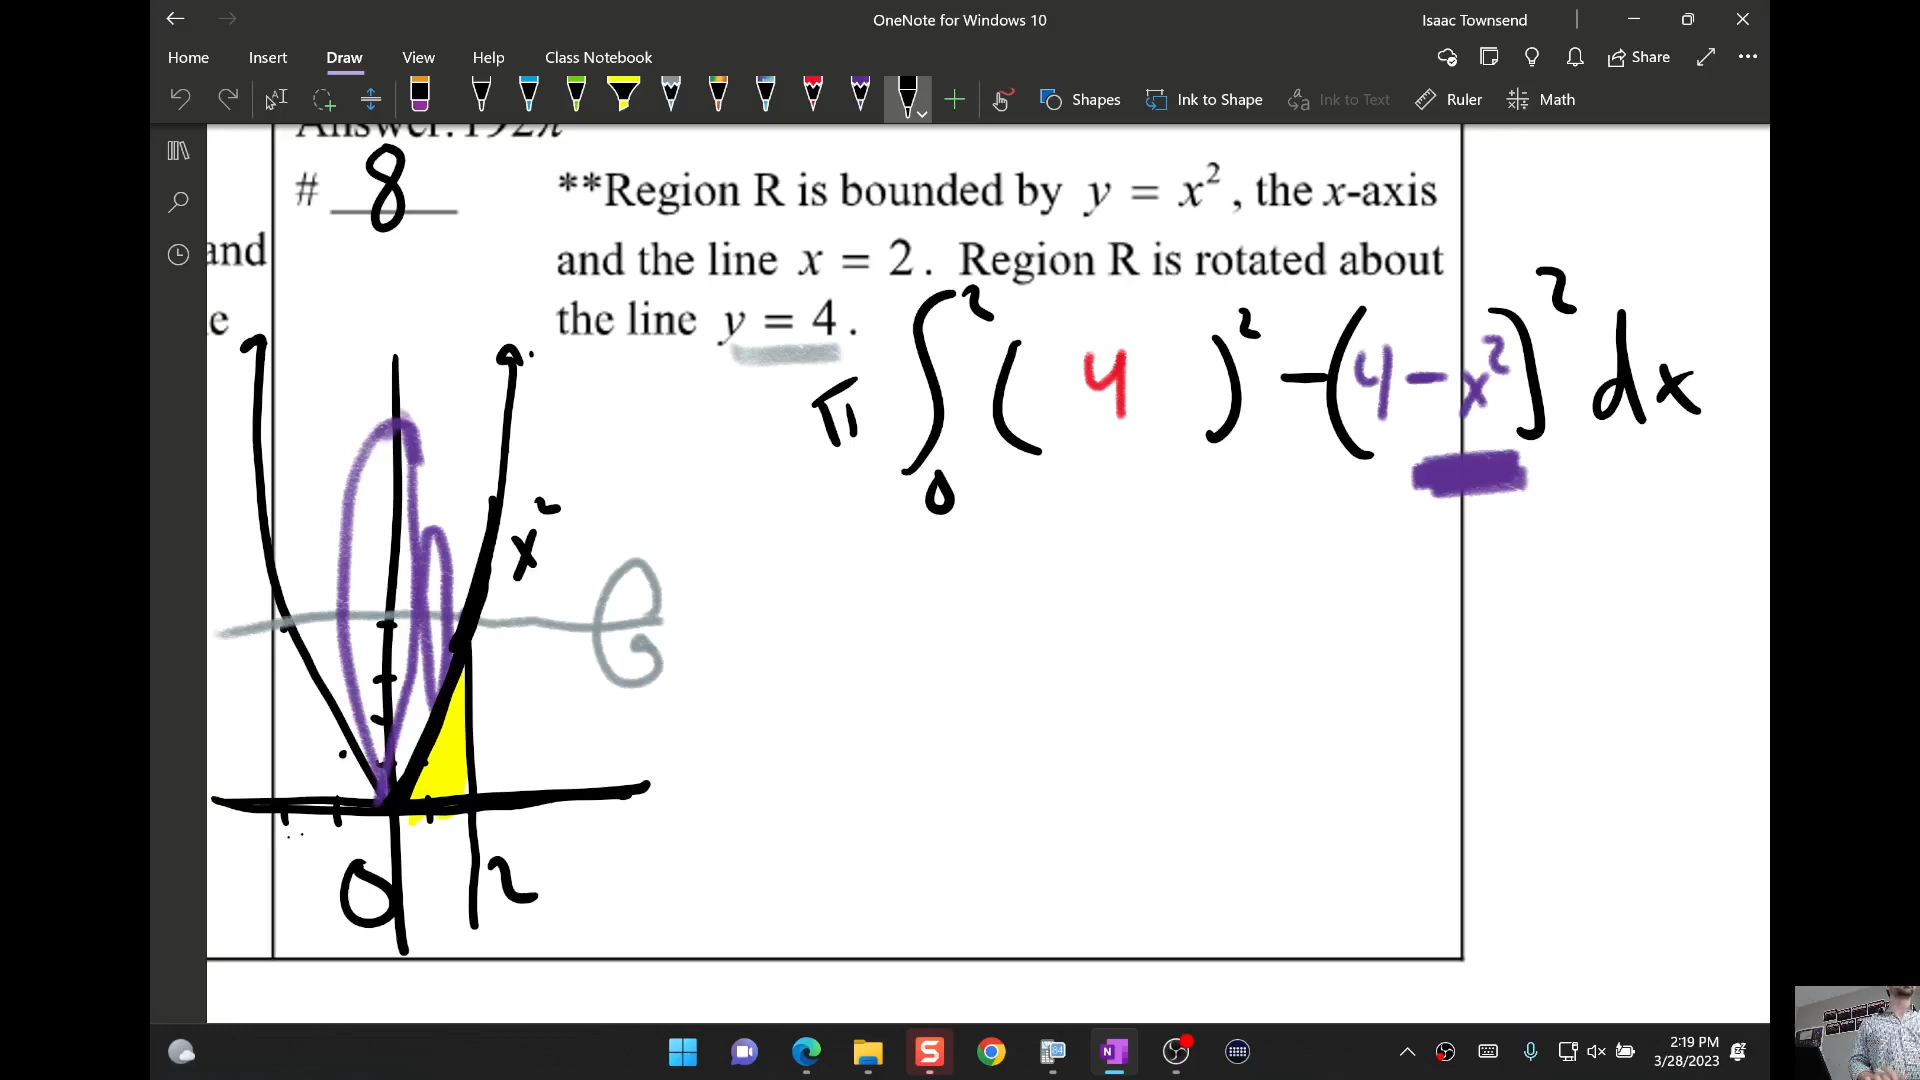 OneNote for Windows 10
Isaac Townsend
Home Insert Draw View Help Class Notebook
Share
Shapes Ink to Shape Ink to Text Ruler Math
Answer: 192π
# 8
**Region R is bounded by y = x², the x-axis
and the line x = 2. Region R is rotated about
the line y = 4.
and
e
π ∫₀² ( 4 )² - (4 - x²)² dx
x²
0 2
84
2:19 PM
3/28/2023